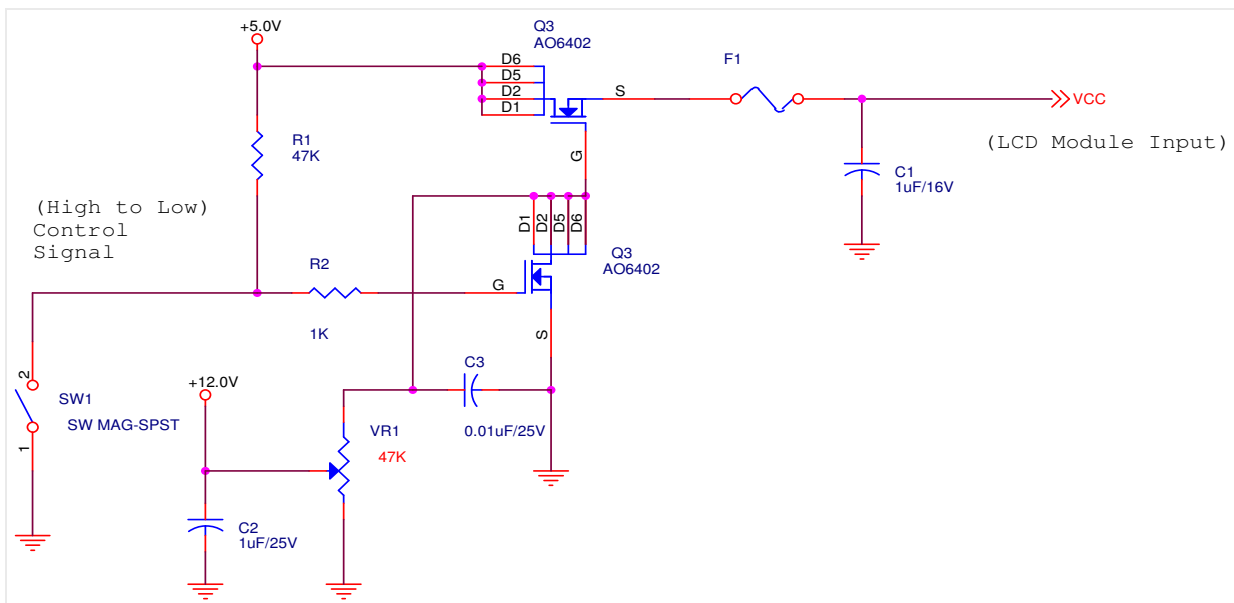 +5.0V
Q3
AO6402
D6
D5
D2
D1
S
G
F1
VCC
(LCD Module Input)
R1
47K
C1
1uF/16V
(High to Low)
Control
Signal
D1
D2
D5
D6
Q3
AO6402
R2
1K
G
S
C3
0.01uF/25V
+12.0V
2
SW1
SW MAG-SPST
1
VR1
47K
C2
1uF/25V